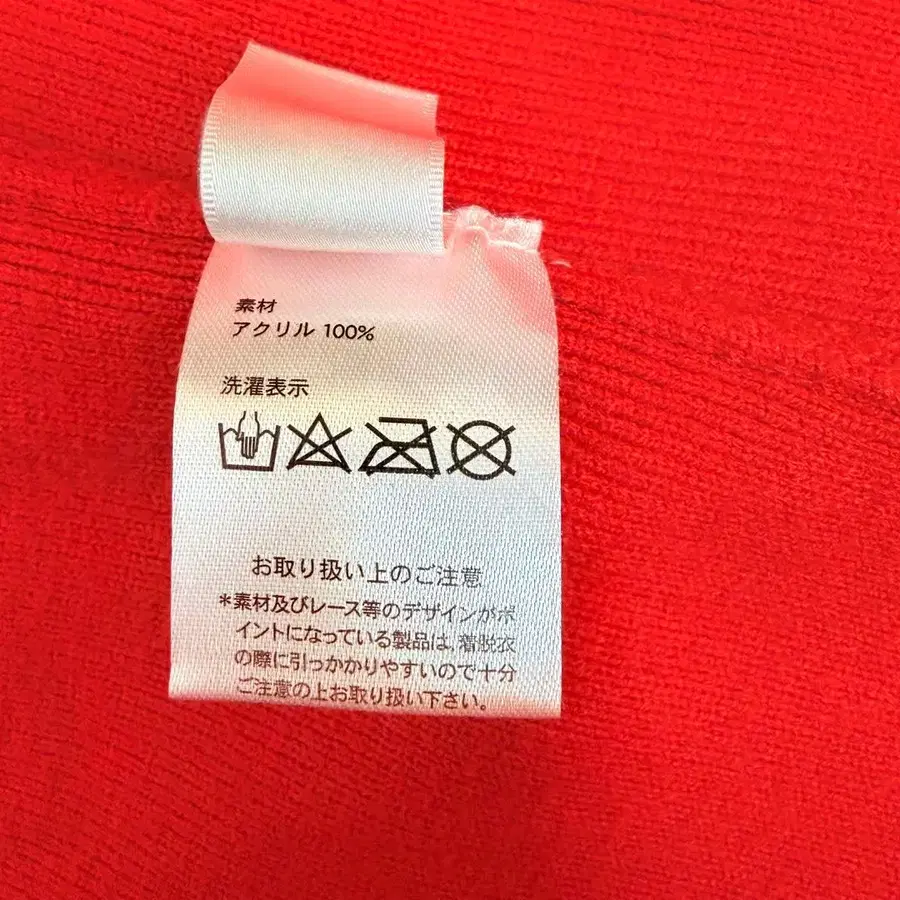 素材
アクリル 100%
洗濯表示
お取り扱い上のご注意
*素材及びレース等のデザインがポ
イントになっている製品は、着脱衣
の際に引っかかりやすいので十分
ご注意の上お取り扱い下さい。